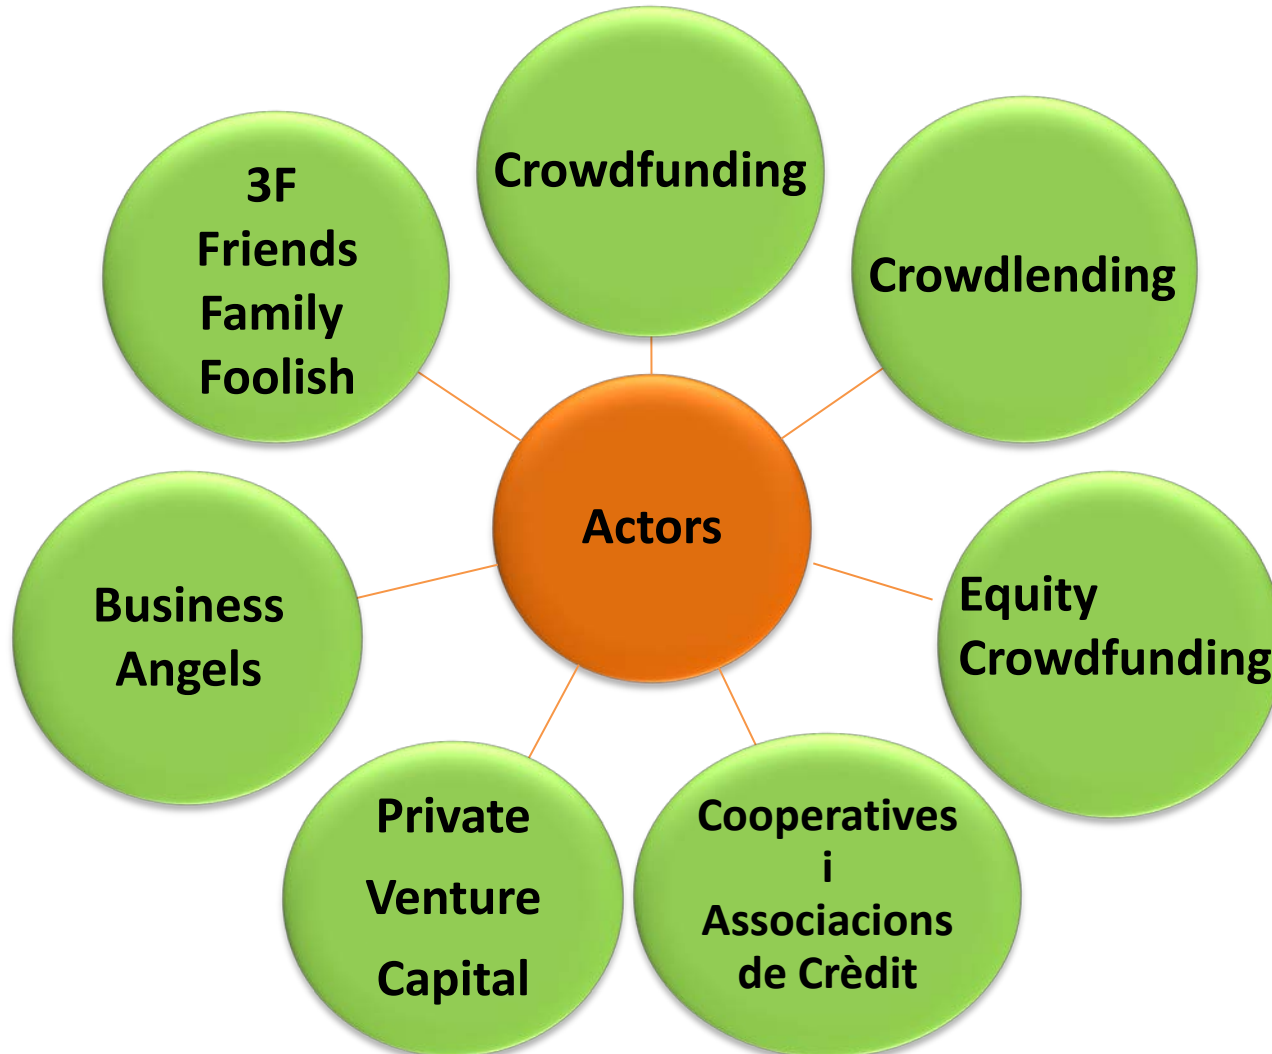 Crowdfunding
3F
Friends
Family
Foolish
Crowdlending
Actors
Business
Angels
Equity
Crowdfunding
Private
Venture
Capital
Cooperatives
i
Associacions
de Crèdit